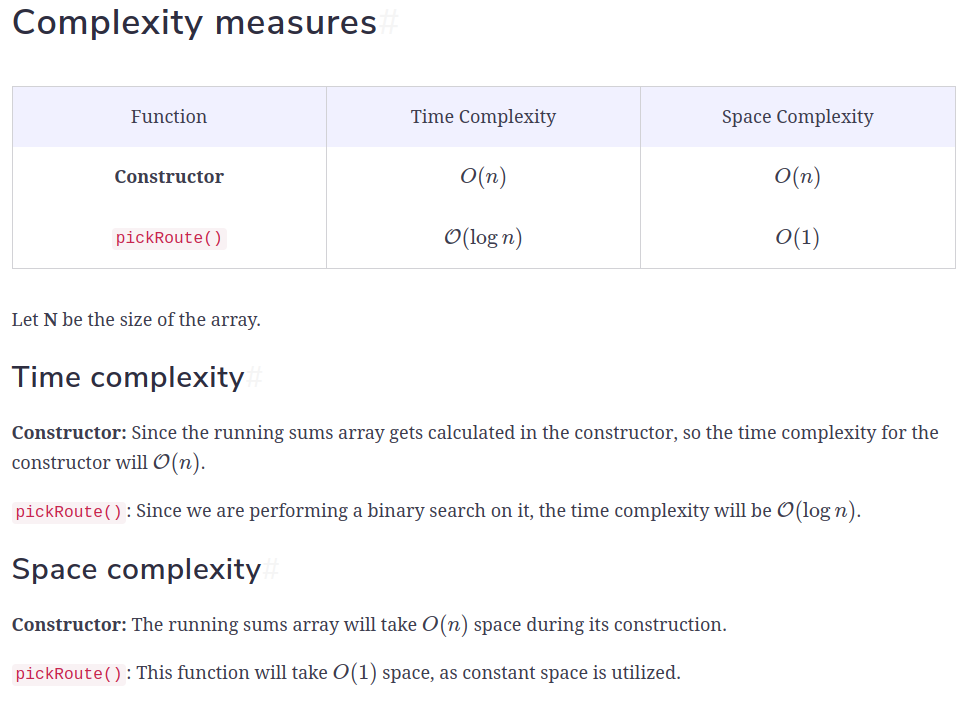 Complexity measures#
Function Time Complexity Space Complexity
Constructor O(n) O(n)
pickRoute() O(log n) O(1)
Let N be the size of the array.
Time complexity#
Constructor: Since the running sums array gets calculated in the constructor, so the time complexity for the
constructor will O(n).
pickRoute(): Since we are performing a binary search on it, the time complexity will be O(log n).
Space complexity#
Constructor: The running sums array will take O(n) space during its construction.
pickRoute(): This function will take O(1) space, as constant space is utilized.